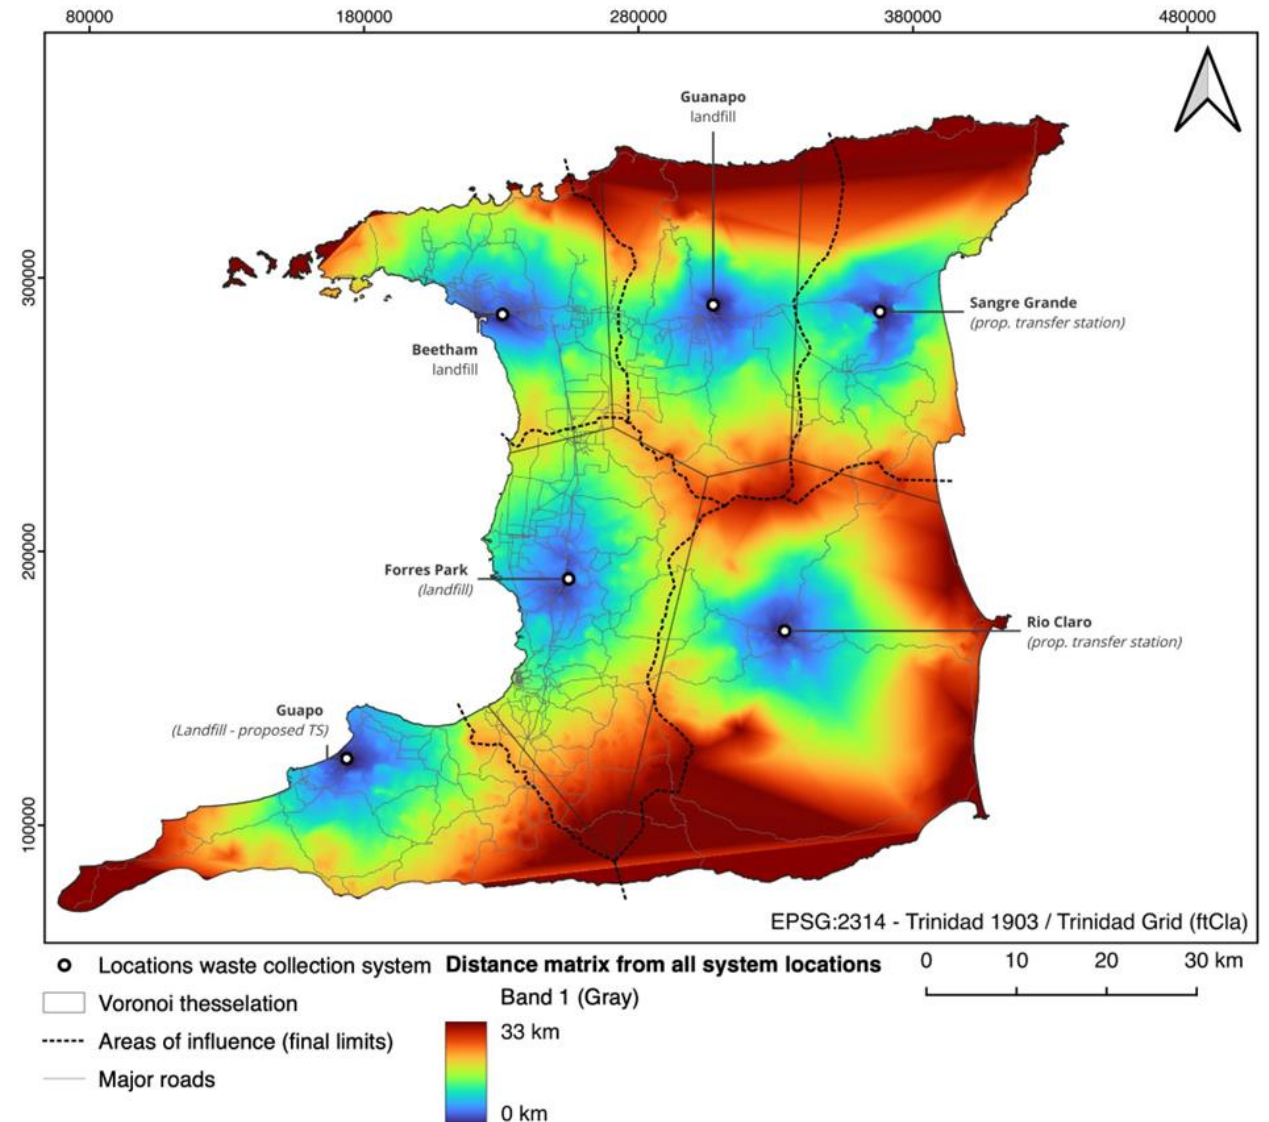 80000 180000 280000 380000 480000
Guanapo
landfill
300000
Sangre Grande
(prop. transfer station)
Beetham
landfill
200000
Forres Park
(landfill)
Rio Claro
(prop. transfer station)
Guapo
(Landfill - proposed TS)
100000
EPSG:2314 - Trinidad 1903 / Trinidad Grid (ftCla)
Locations waste collection system
Voronoi thesselation
Areas of influence (final limits)
Major roads
Distance matrix from all system locations
Band 1 (Gray)
33 km
0 km
0 10 20 30 km